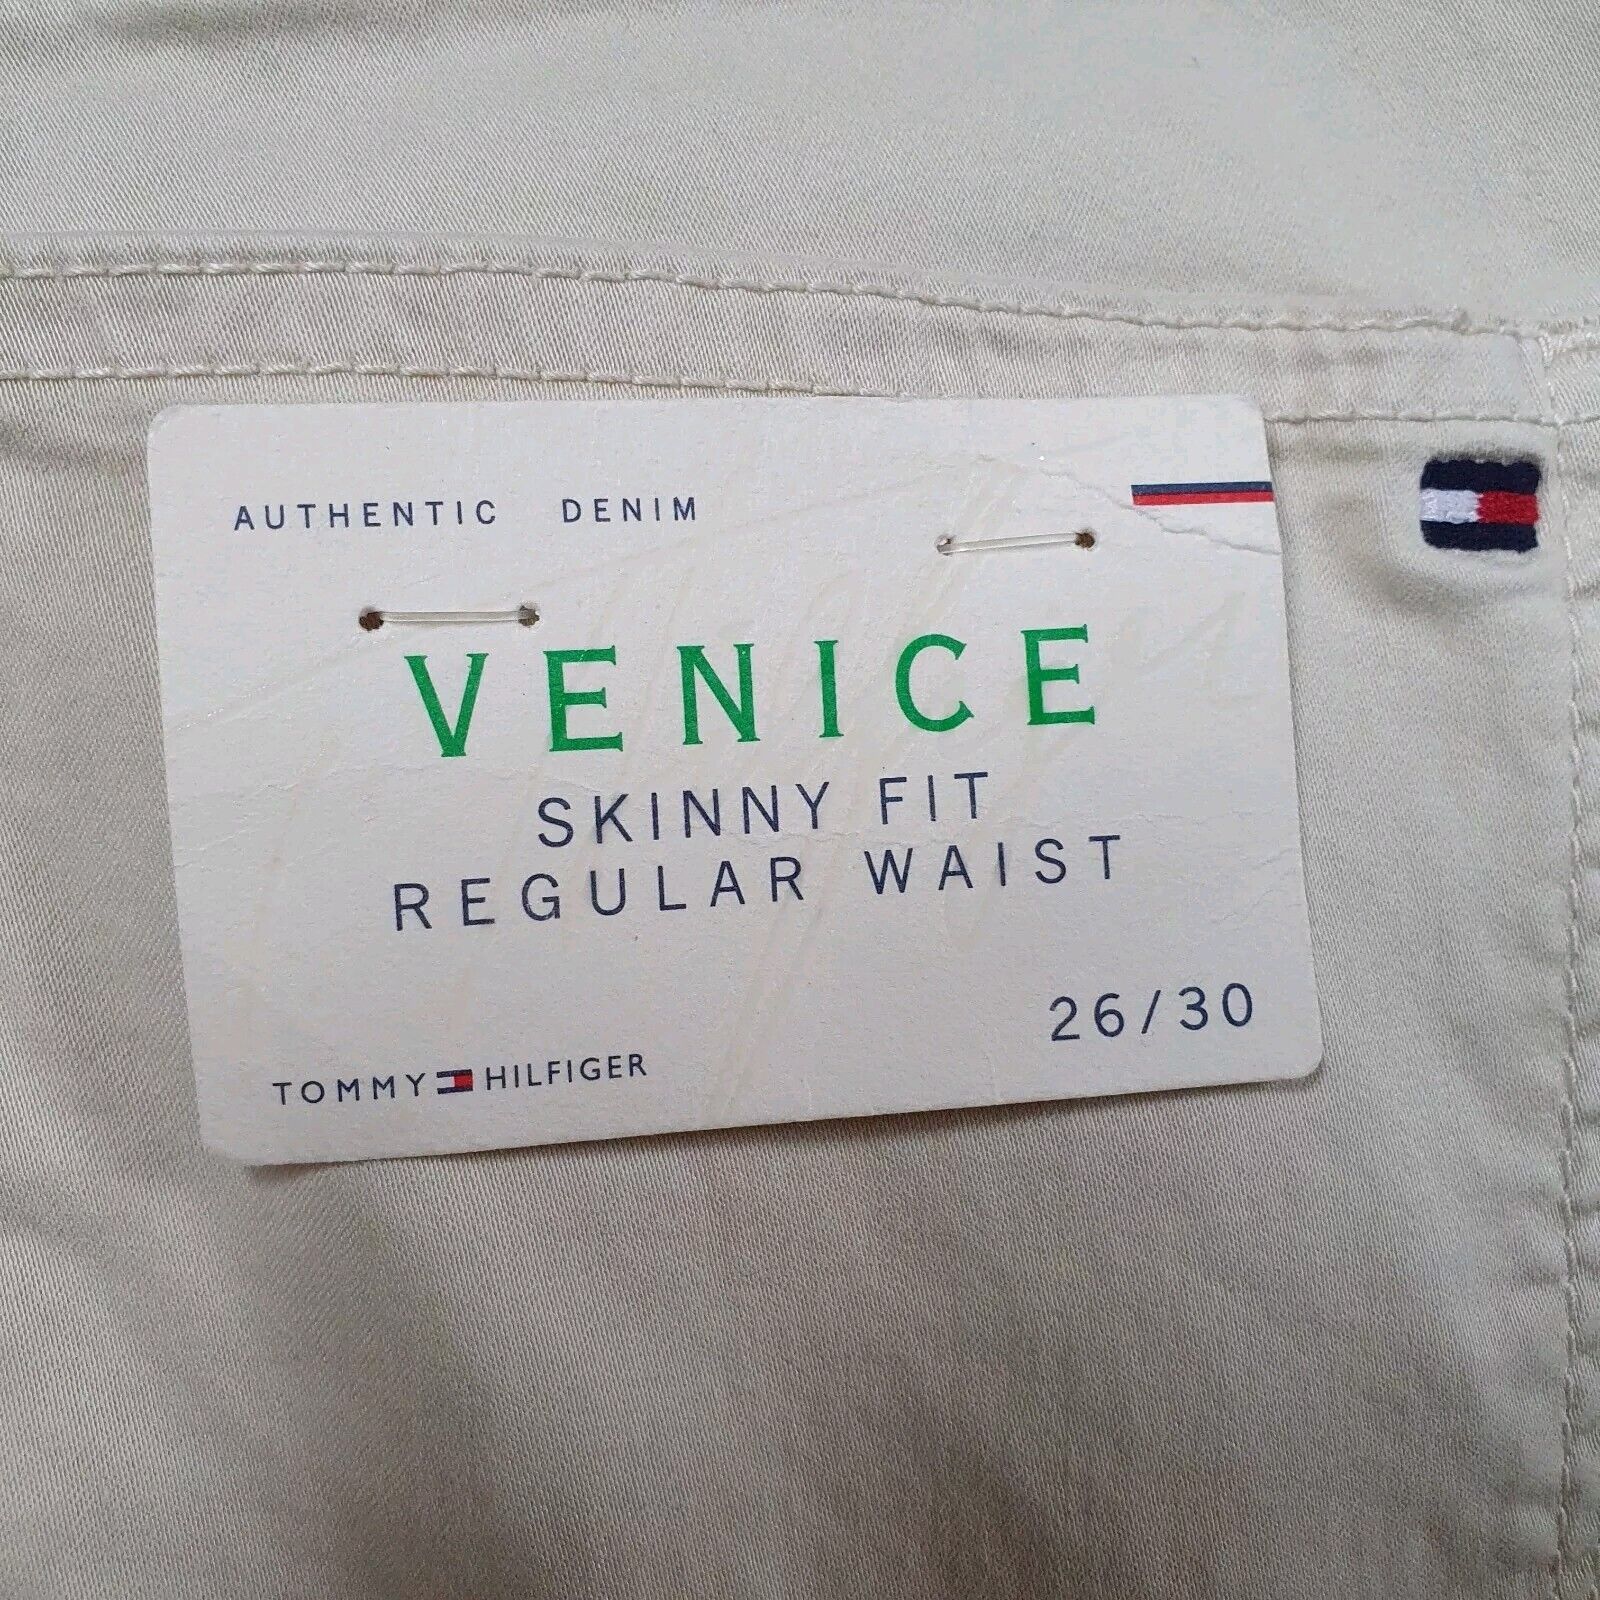 AUTHENTIC DENIM
VENICE
SKINNY FIT
REGULAR WAIST
26/30
TOMMY HILFIGER